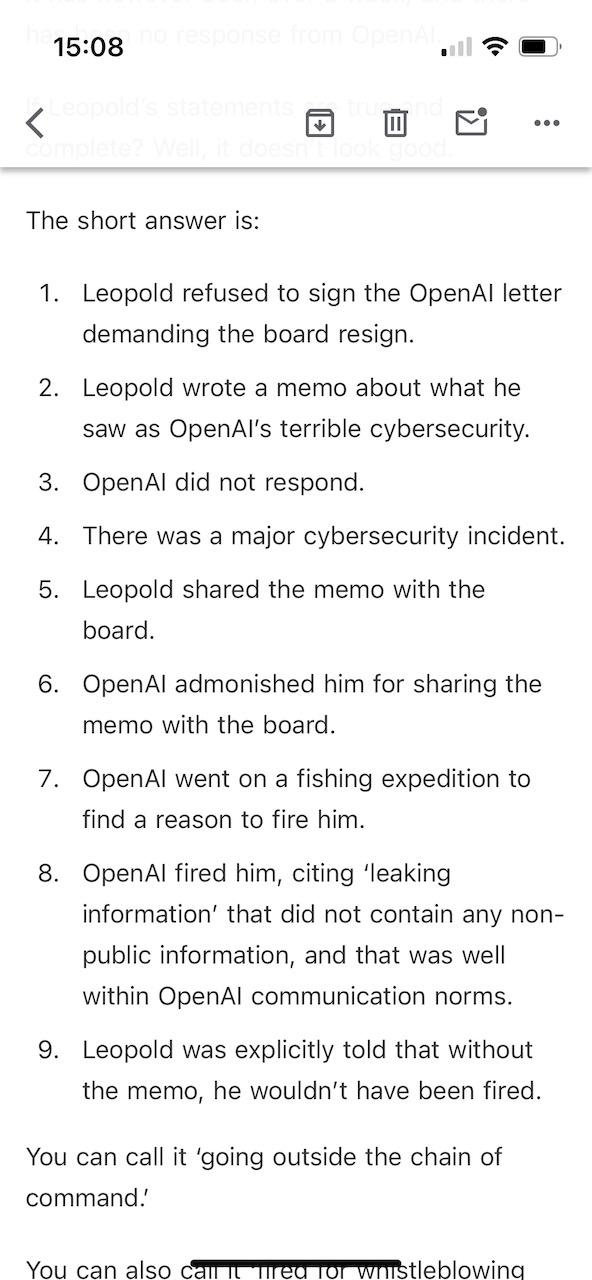 has been no response from OpenAI.
15:08
If Leopold's statements are true and
complete? Well, it doesn't look good.
The short answer is:
1. Leopold refused to sign the OpenAI letter
demanding the board resign.
2. Leopold wrote a memo about what he
saw as OpenAI's terrible cybersecurity.
3. OpenAI did not respond.
4. There was a major cybersecurity incident.
5. Leopold shared the memo with the
board.
6. OpenAI admonished him for sharing the
memo with the board.
7. OpenAI went on a fishing expedition to
find a reason to fire him.
8. OpenAI fired him, citing ‘leaking
information’ that did not contain any non-
public information, and that was well
within OpenAI communication norms.
9. Leopold was explicitly told that without
the memo, he wouldn’t have been fired.
You can call it ‘going outside the chain of
command.’
You can also call it ‘fired for whistleblowing